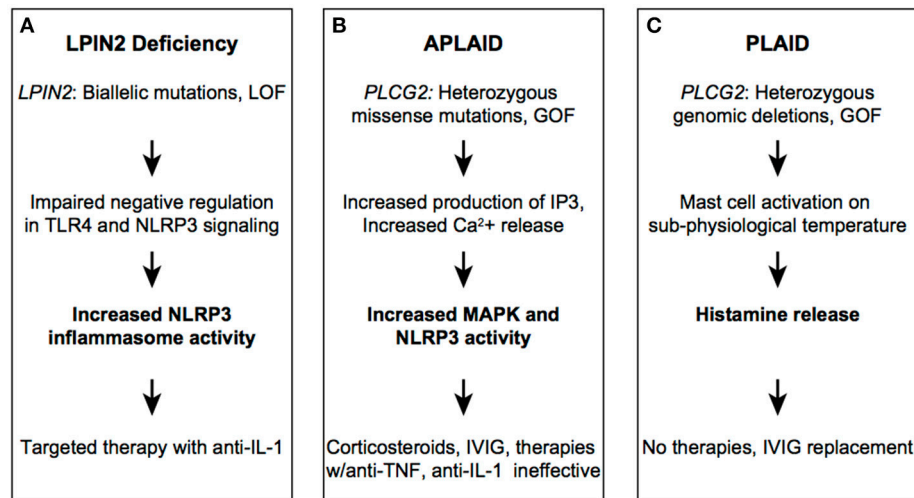 A
LPIN2 Deficiency
LPIN2: Biallelic mutations, LOF
Impaired negative regulation
in TLR4 and NLRP3 signaling
Increased NLRP3
inflammasome activity
Targeted therapy with anti-IL-1
B
APLAID
PLCG2: Heterozygous
missense mutations, GOF
Increased production of IP3,
Increased Ca²+ release
Increased MAPK and
NLRP3 activity
Corticosteroids, IVIG, therapies
w/anti-TNF, anti-IL-1 ineffective
C
PLAID
PLCG2: Heterozygous
genomic deletions, GOF
Mast cell activation on
sub-physiological temperature
Histamine release
No therapies, IVIG replacement